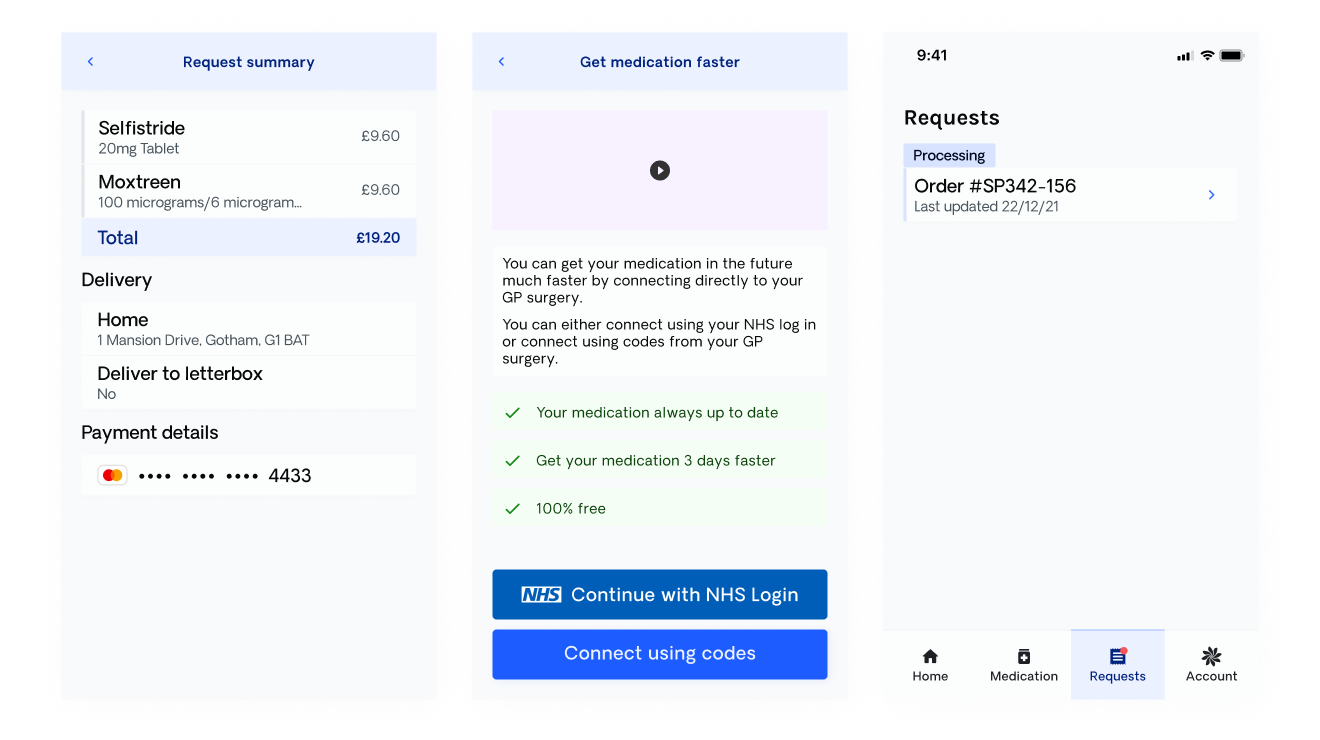 Request summary
Selfistride
£9.60
20mg Tablet
Moxtreen
£9.60
100 micrograms/6 microgram...
Total
£19.20
Delivery
Home
1 Mansion Drive, Gotham, G1 BAT
Deliver to letterbox
No
Payment details
•••• •••• •••• 4433
Get medication faster
You can get your medication in the future
much faster by connecting directly to your
GP surgery.
You can either connect using your NHS log in
or connect using codes from your GP
surgery.
Your medication always up to date
Get your medication 3 days faster
100% free
NHS Continue with NHS Login
Connect using codes
9:41
Requests
Processing
Order #SP342-156
Last updated 22/12/21
Home
Medication
Requests
Account